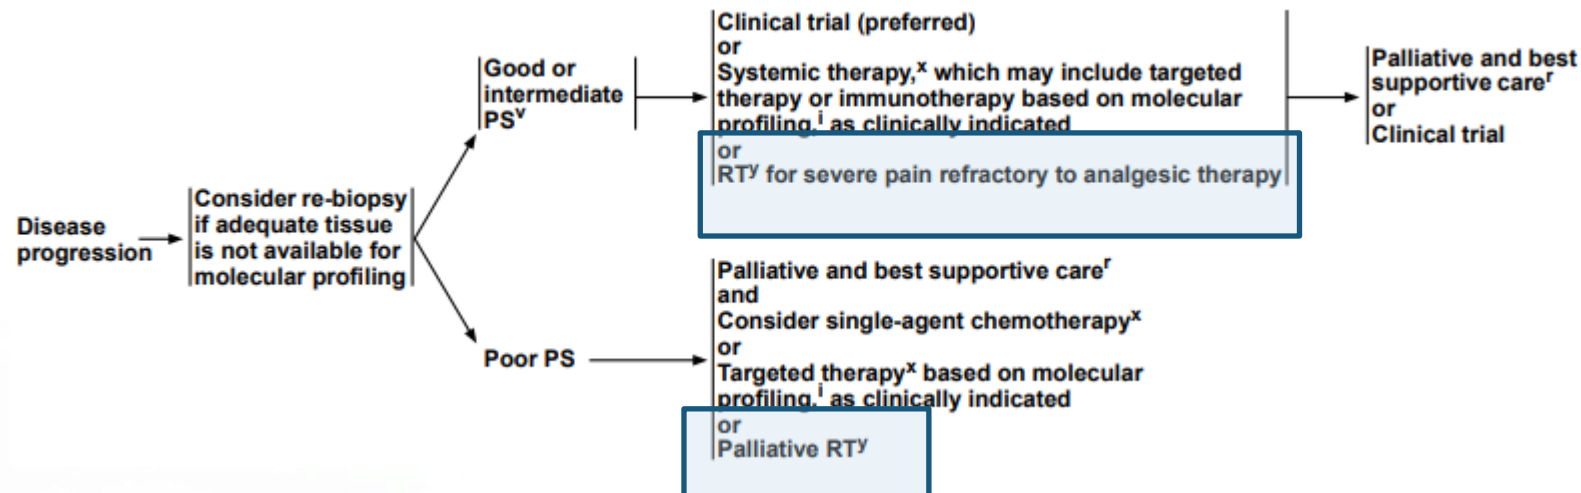 Disease
progression
Consider re-biopsy
if adequate tissue
is not available for
molecular profiling
Good or
intermediate
PSᵛ
Clinical trial (preferred)
or
Systemic therapy,ˣ which may include targeted
therapy or immunotherapy based on molecular
profiling,ⁱ as clinically indicated
or
RTʸ for severe pain refractory to analgesic therapy
Palliative and best
supportive careʳ
or
Clinical trial
Poor PS
Palliative and best supportive careʳ
and
Consider single-agent chemotherapyˣ
or
Targeted therapyˣ based on molecular
profiling,ⁱ as clinically indicated
or
Palliative RTʸ